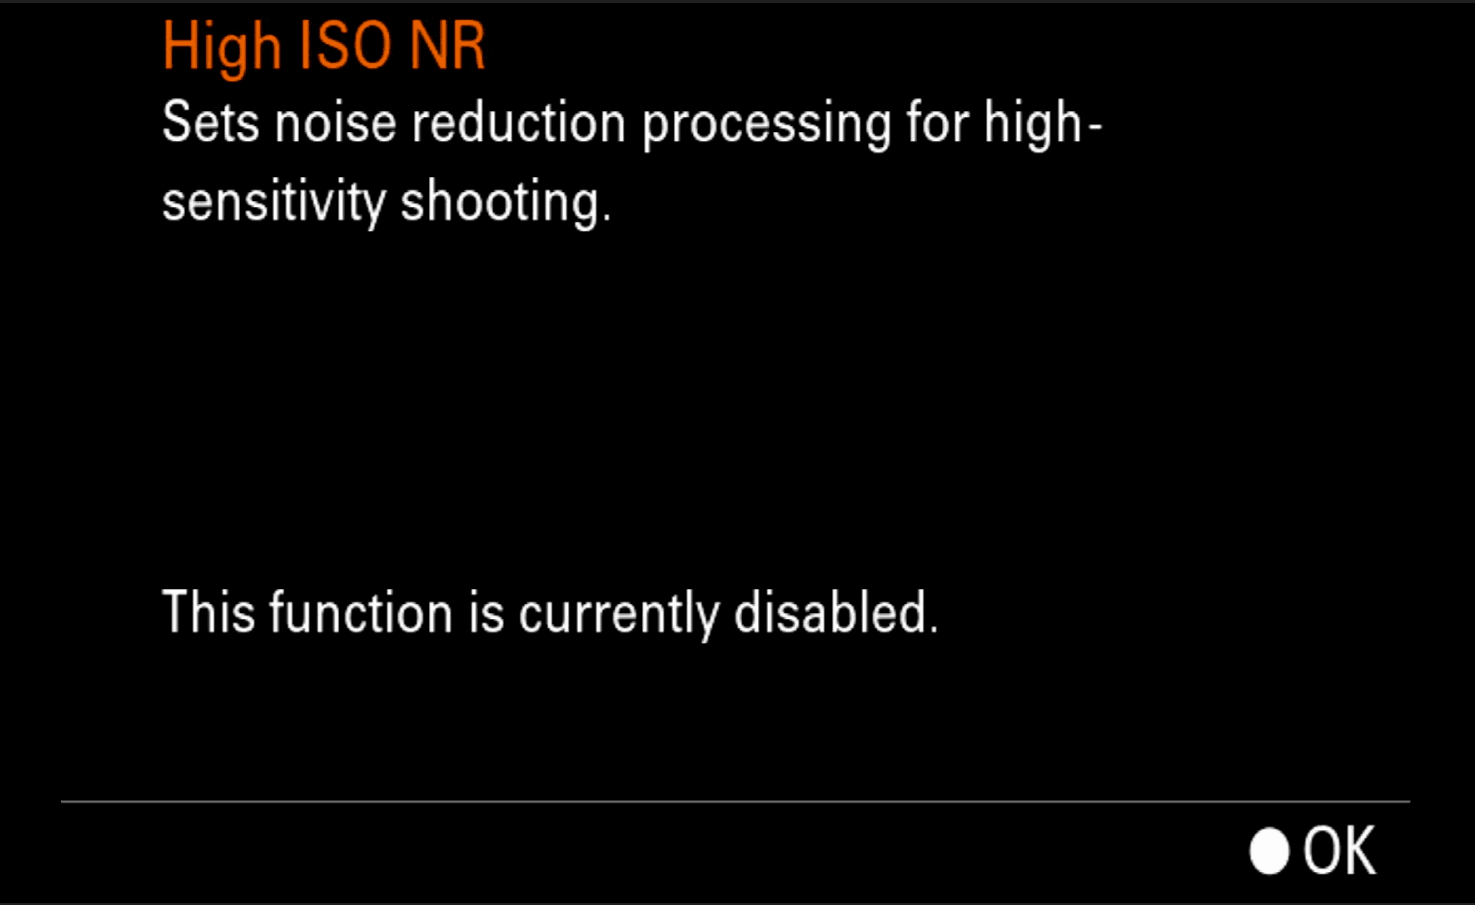 High ISO NR
Sets noise reduction processing for high-
sensitivity shooting.
This function is currently disabled.
OK